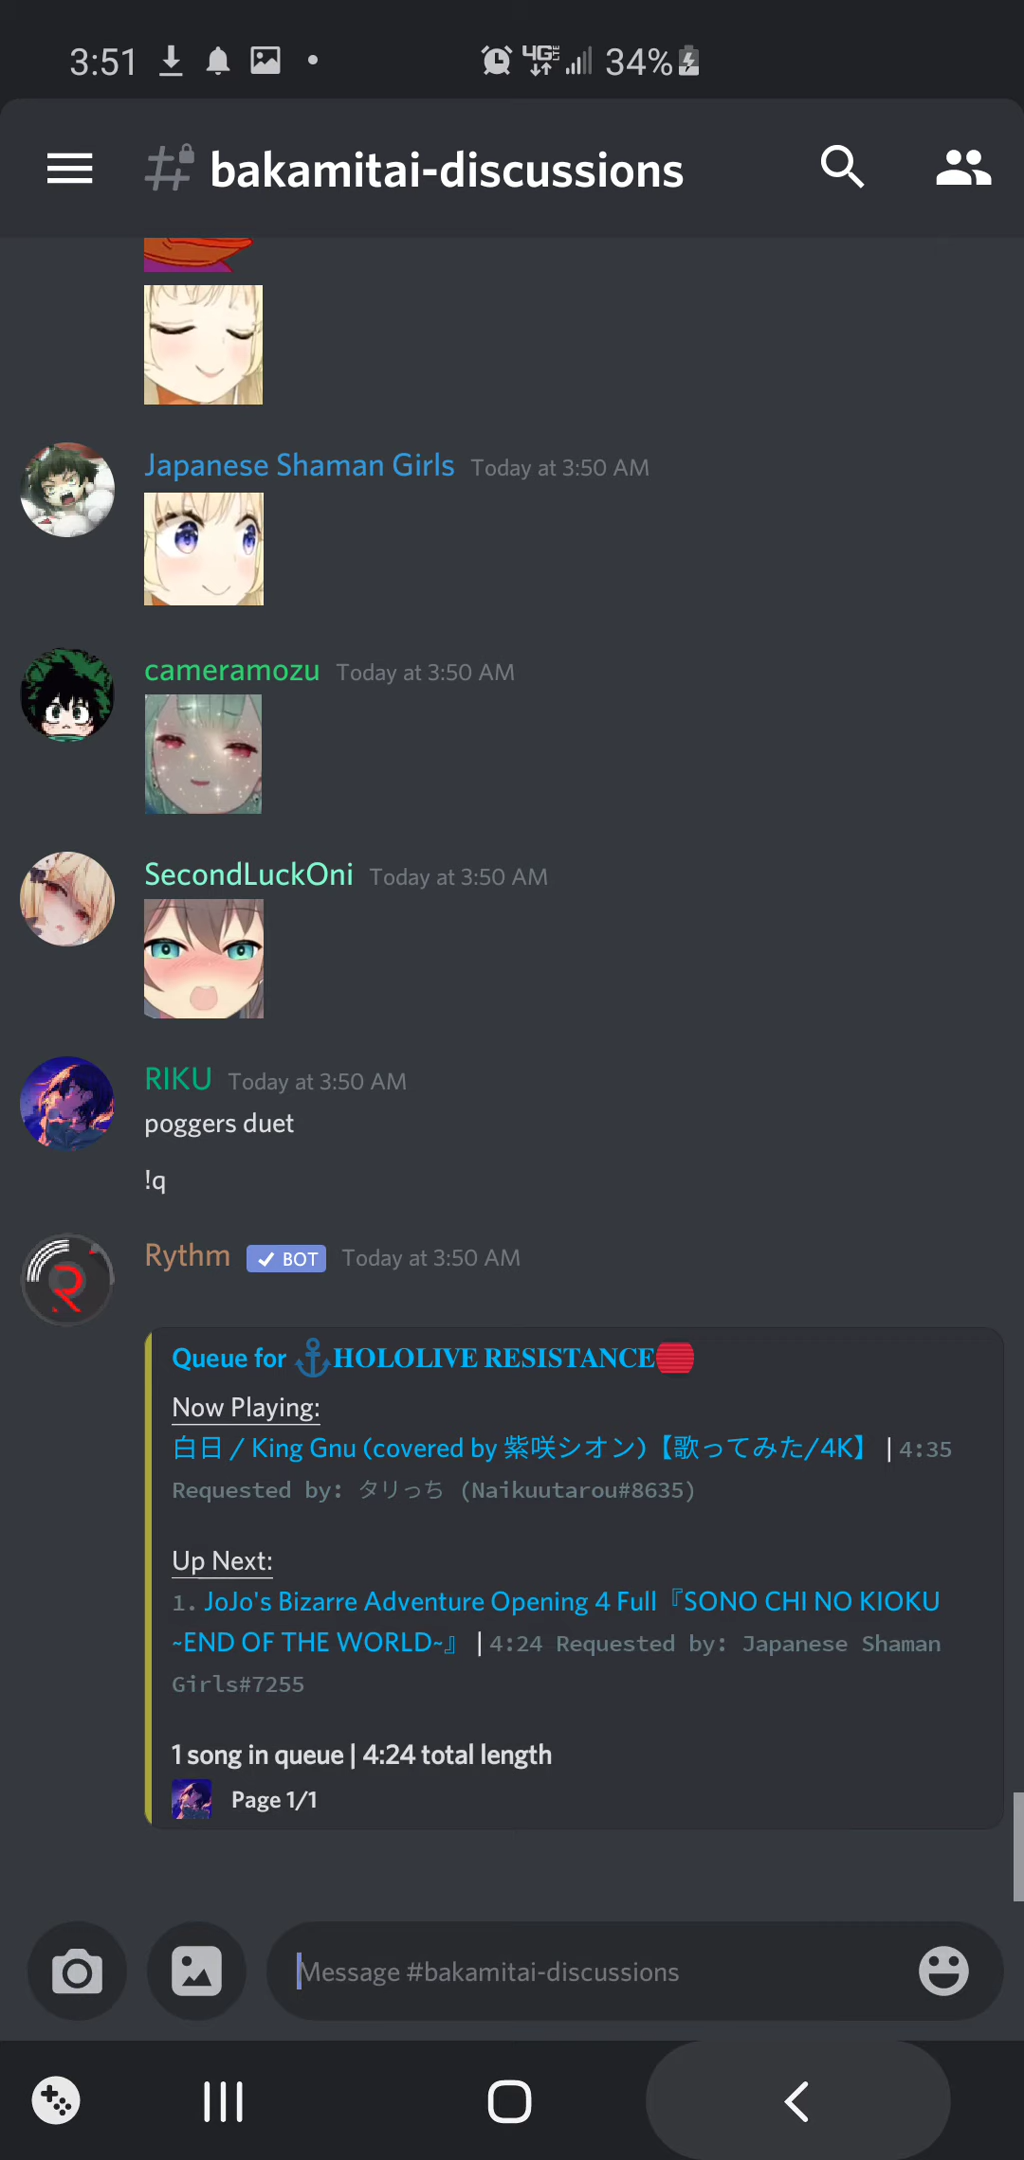 3:51
4G LTE
34%
bakamitai-discussions
Japanese Shaman Girls Today at 3:50 AM
cameramozu Today at 3:50 AM
SecondLuckOni Today at 3:50 AM
RIKU Today at 3:50 AM
poggers duet
!q
Rythm BOT Today at 3:50 AM
Queue for ⚓HOLOLIVE RESISTANCE
Now Playing:
白日 / King Gnu (covered by 紫咲シオン)【歌ってみた/4K】 | 4:35
Requested by: タリっち (Naikuutarou#8635)
Up Next:
1. JoJo's Bizarre Adventure Opening 4 Full『SONO CHI NO KIOKU
~END OF THE WORLD~』 | 4:24 Requested by: Japanese Shaman
Girls#7255
1 song in queue | 4:24 total length
Page 1/1
Message #bakamitai-discussions